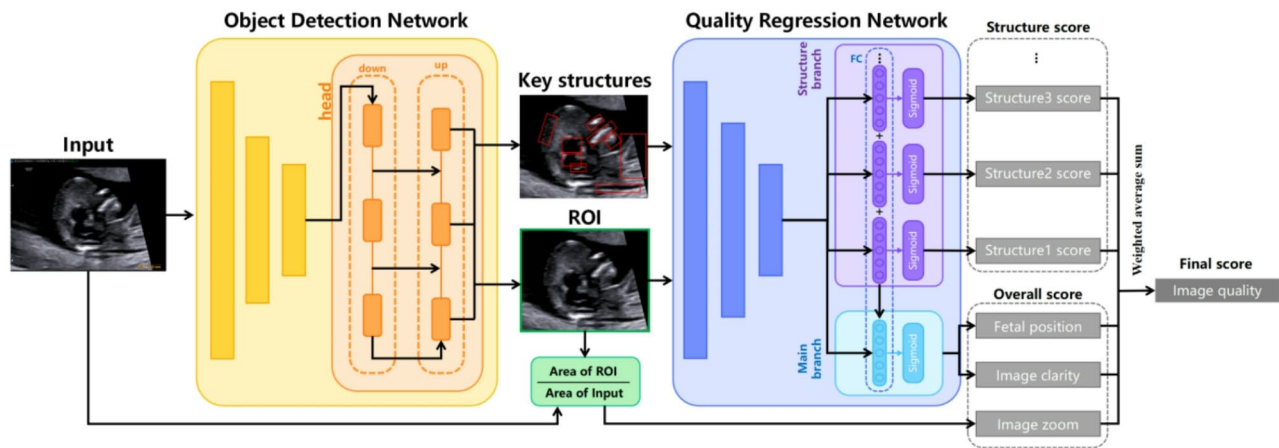 Object Detection Network
Quality Regression Network
Structure score
down
up
head
Key structures
Structure branch
FC
...
Sigmoid
...
Structure3 score
Input
+
Sigmoid
Structure2 score
ROI
+
Sigmoid
Structure1 score
Weighted average sum
Final score
Image quality
Overall score
Main branch
Sigmoid
Fetal position
Area of ROI
Area of Input
Image clarity
Image zoom